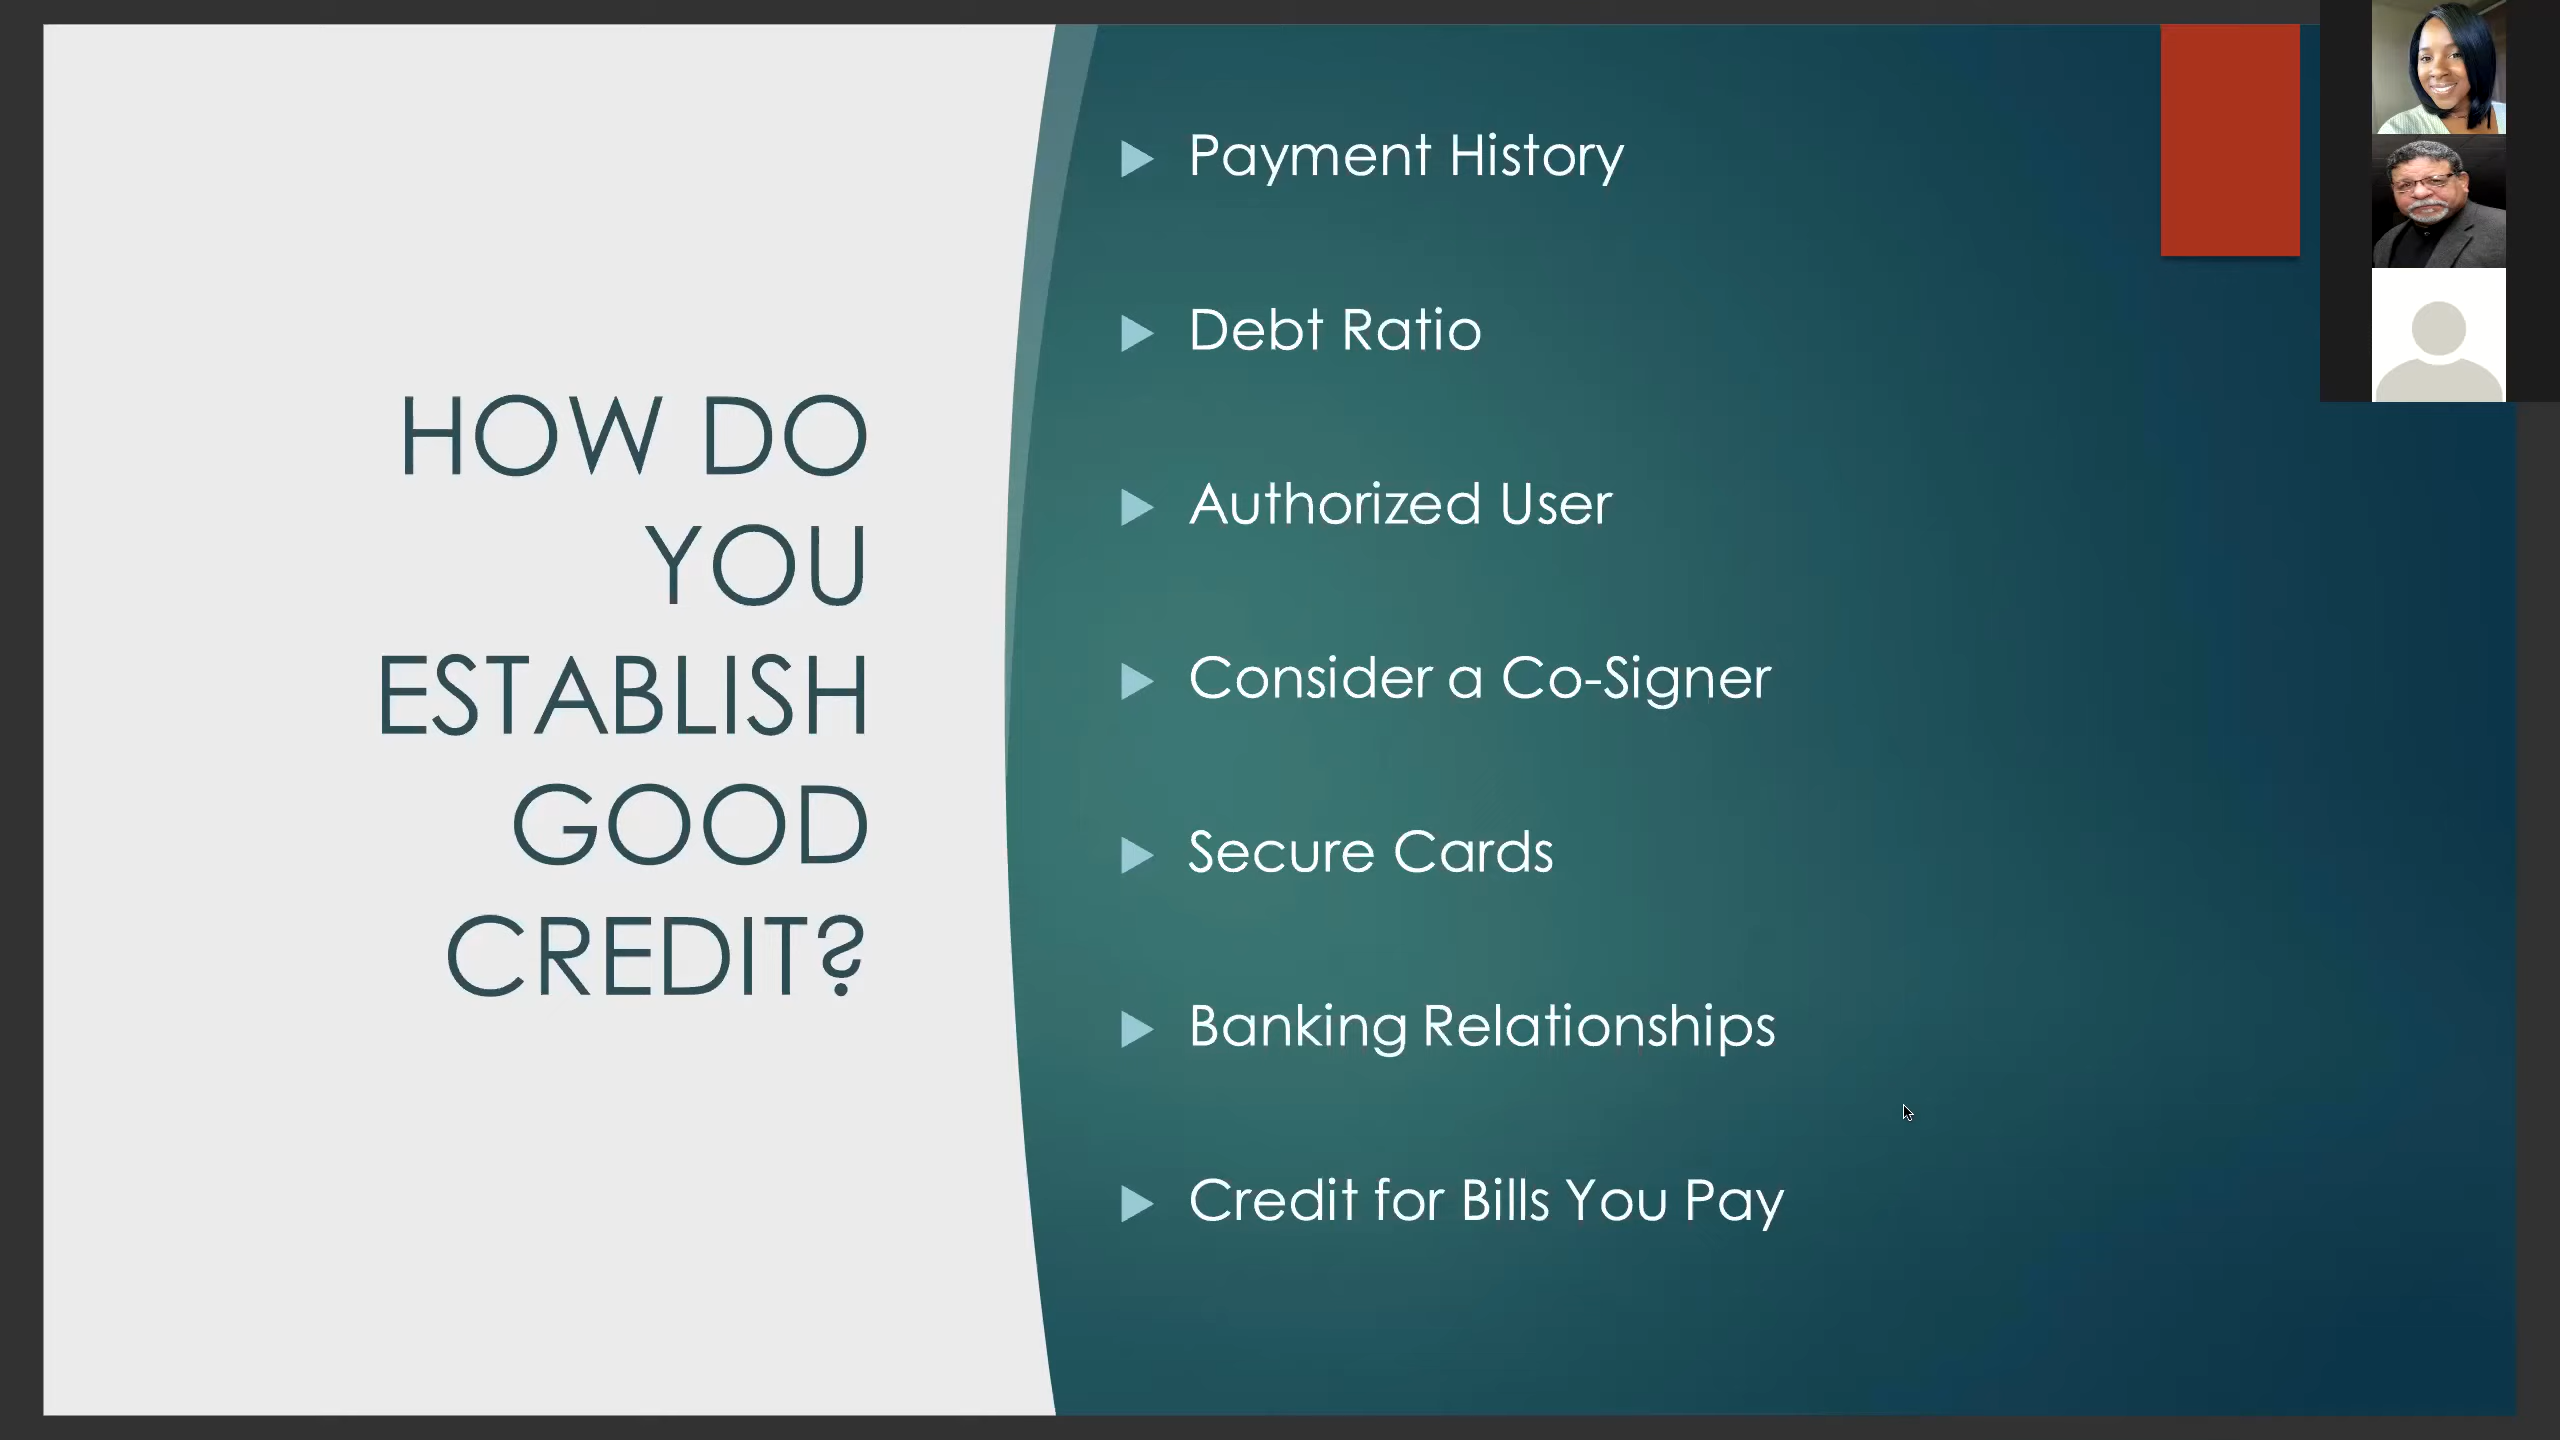 HOW DO
YOU
ESTABLISH
GOOD
CREDIT?
Payment History
Debt Ratio
Authorized User
Consider a Co-Signer
Secure Cards
Banking Relationships
Credit for Bills You Pay